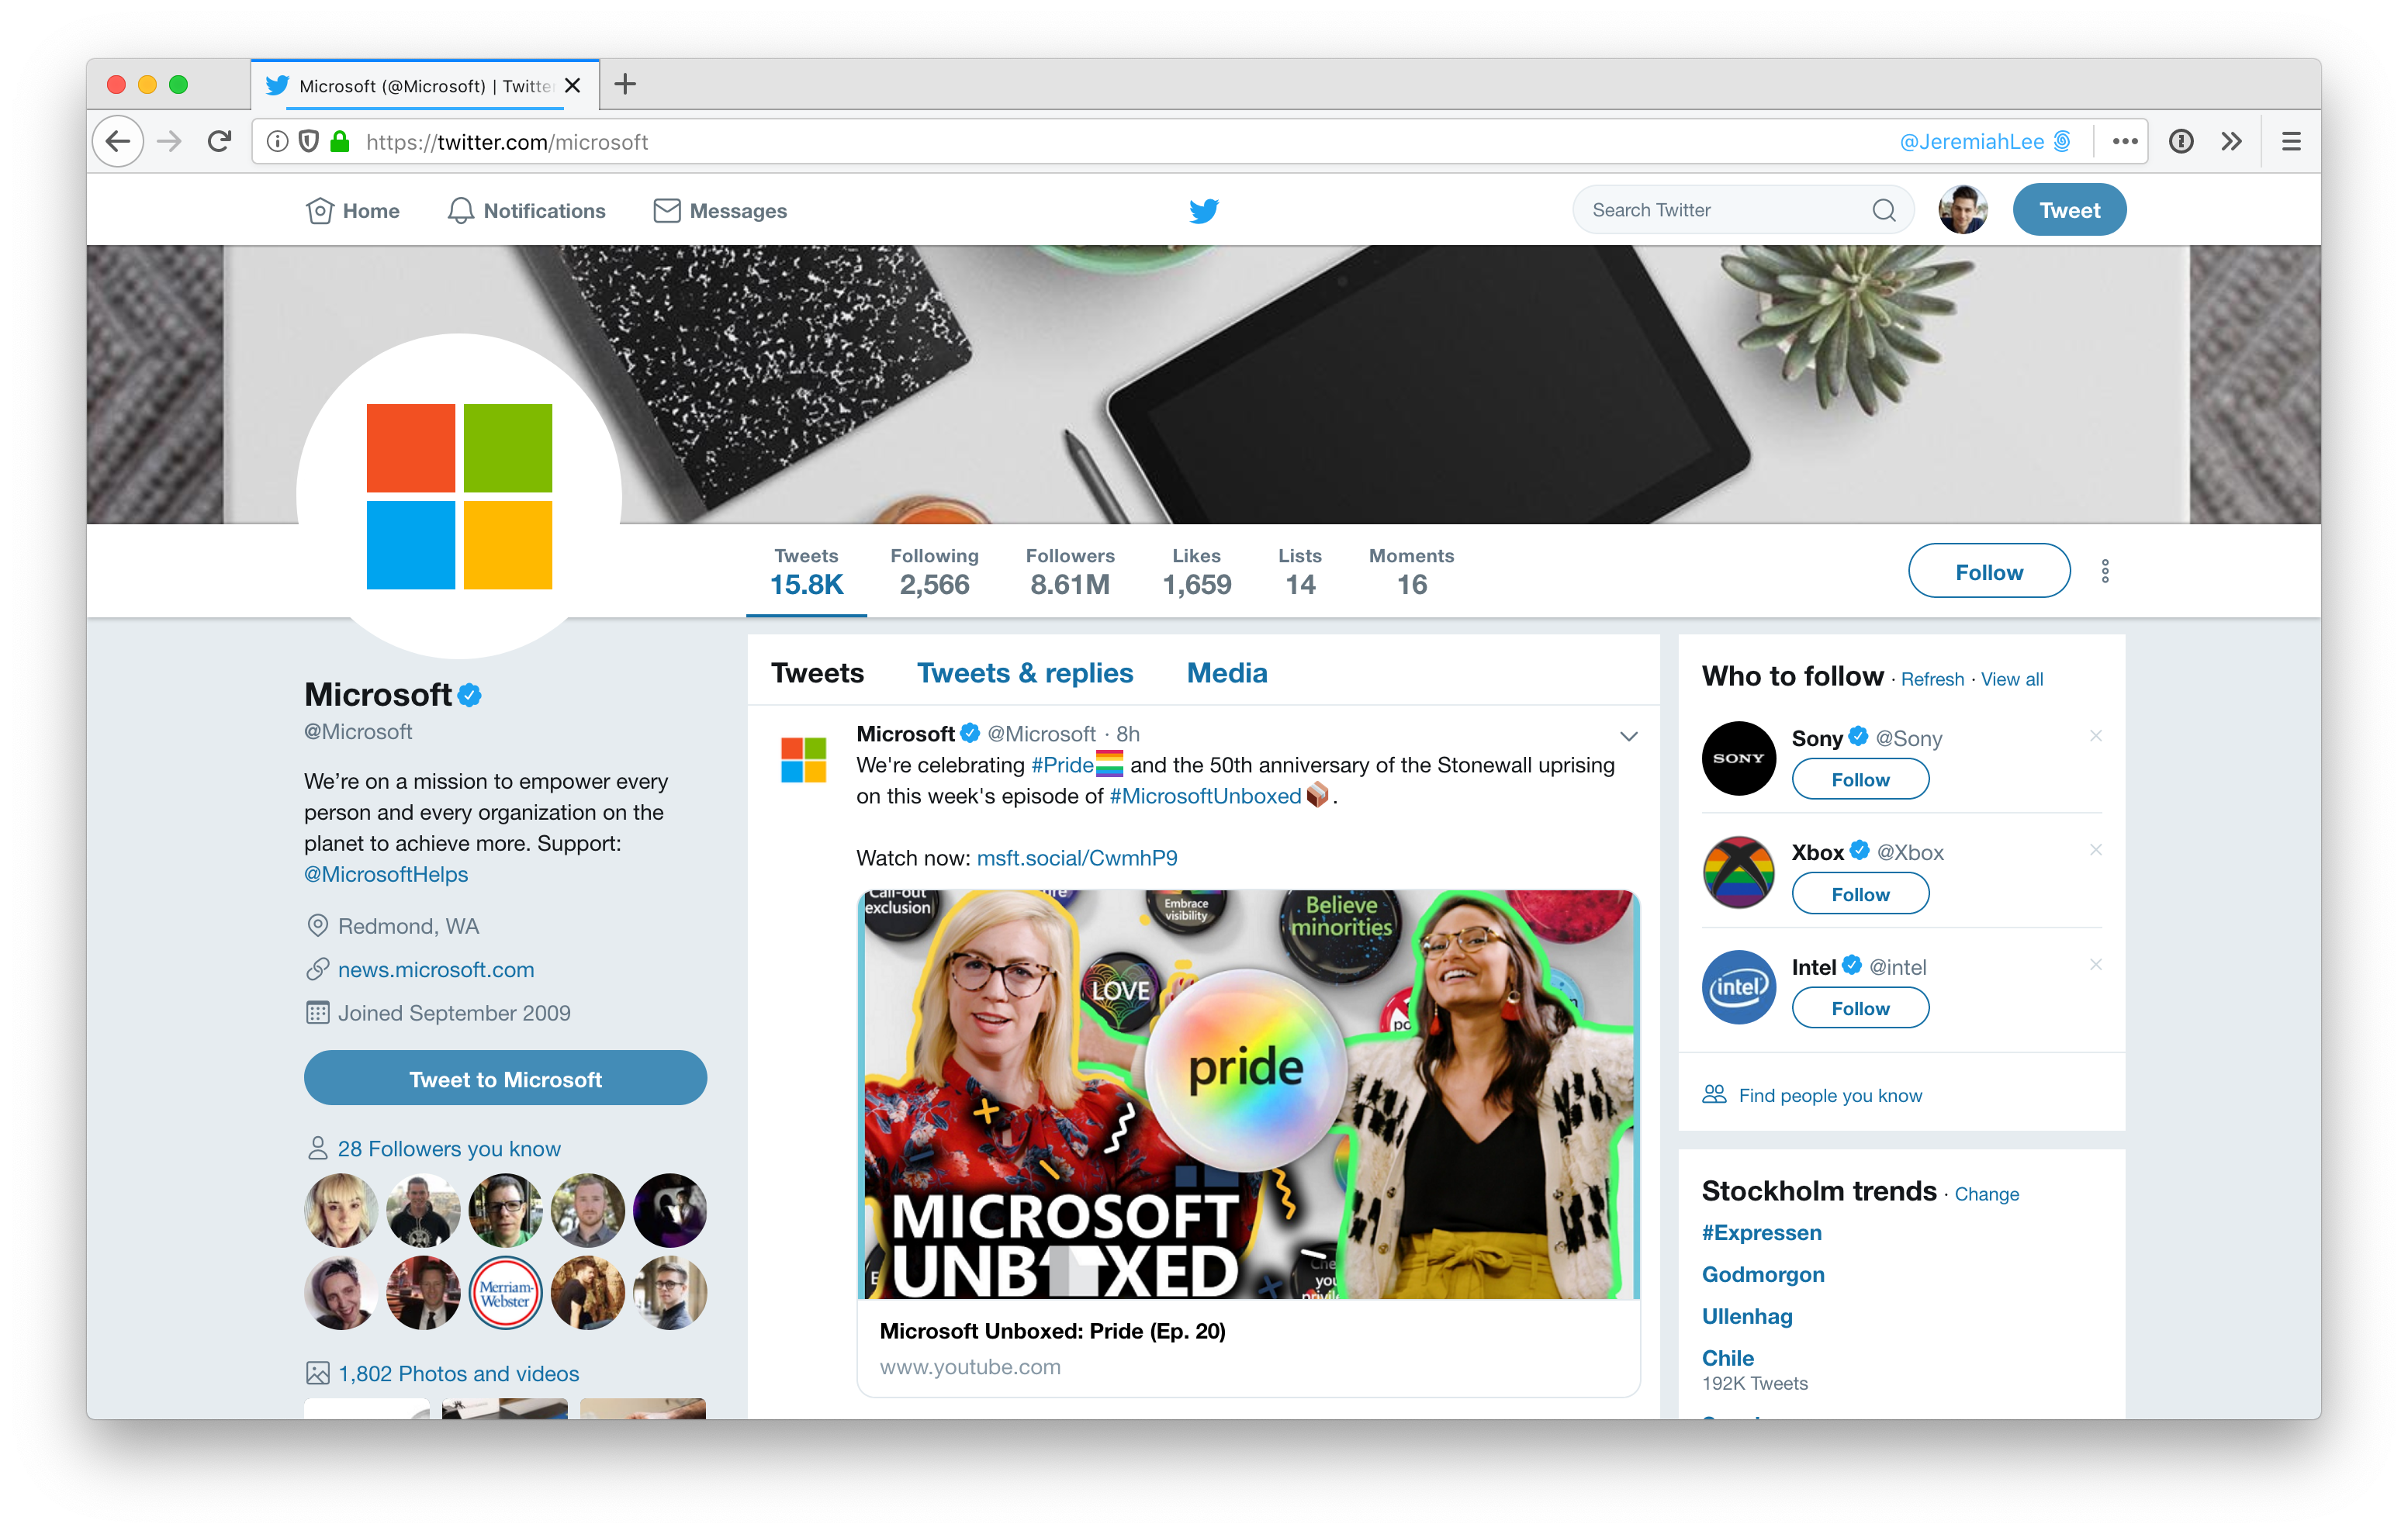 Microsoft (@Microsoft) | Twitte
https://twitter.com/microsoft
@JeremiahLee
Home
Notifications
Messages
Search Twitter
Tweet
Tweets
15.8K
Following
2,566
Followers
8.61M
Likes
1,659
Lists
14
Moments
16
Follow
Microsoft
@Microsoft
We're on a mission to empower every
person and every organization on the
planet to achieve more. Support:
@MicrosoftHelps
Redmond, WA
news.microsoft.com
Joined September 2009
Tweet to Microsoft
28 Followers you know
Merriam-
Webster
1,802 Photos and videos
Tweets
Tweets & replies
Media
Microsoft @Microsoft · 8h
We're celebrating #Pride and the 50th anniversary of the Stonewall uprising
on this week's episode of #MicrosoftUnboxed .
Watch now: msft.social/CwmhP9
Call-out
exclusion
Embrace
visibility
Believe
minorities
LOVE
pride
MICROSOFT
UNBOXED
you
Microsoft Unboxed: Pride (Ep. 20)
www.youtube.com
Who to follow · Refresh · View all
SONY
Sony @Sony
Follow
Xbox @Xbox
Follow
intel
Intel @intel
Follow
Find people you know
Stockholm trends · Change
#Expressen
Godmorgon
Ullenhag
Chile
192K Tweets